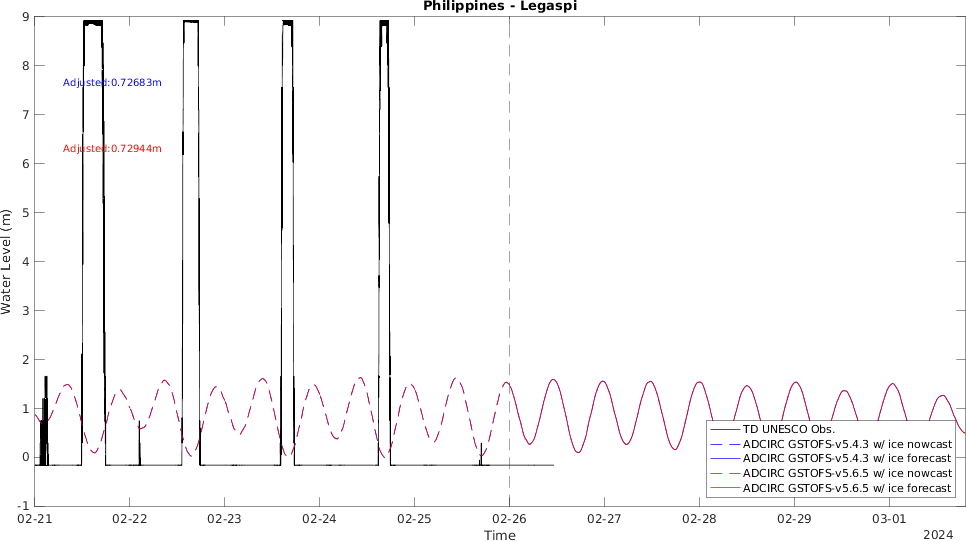 Philippines - Legaspi
9
8
7
6
5
4
3
2
1
0
-1
Water Level (m)
Adjusted:0.72683m
Adjusted:0.72944m
TD UNESCO Obs.
ADCIRC GSTOFS-v5.4.3 w/ ice nowcast
ADCIRC GSTOFS-v5.4.3 w/ ice forecast
ADCIRC GSTOFS-v5.6.5 w/ ice nowcast
ADCIRC GSTOFS-v5.6.5 w/ ice forecast
02-21 02-22 02-23 02-24 02-25 02-26 02-27 02-28 02-29 03-01
Time
2024